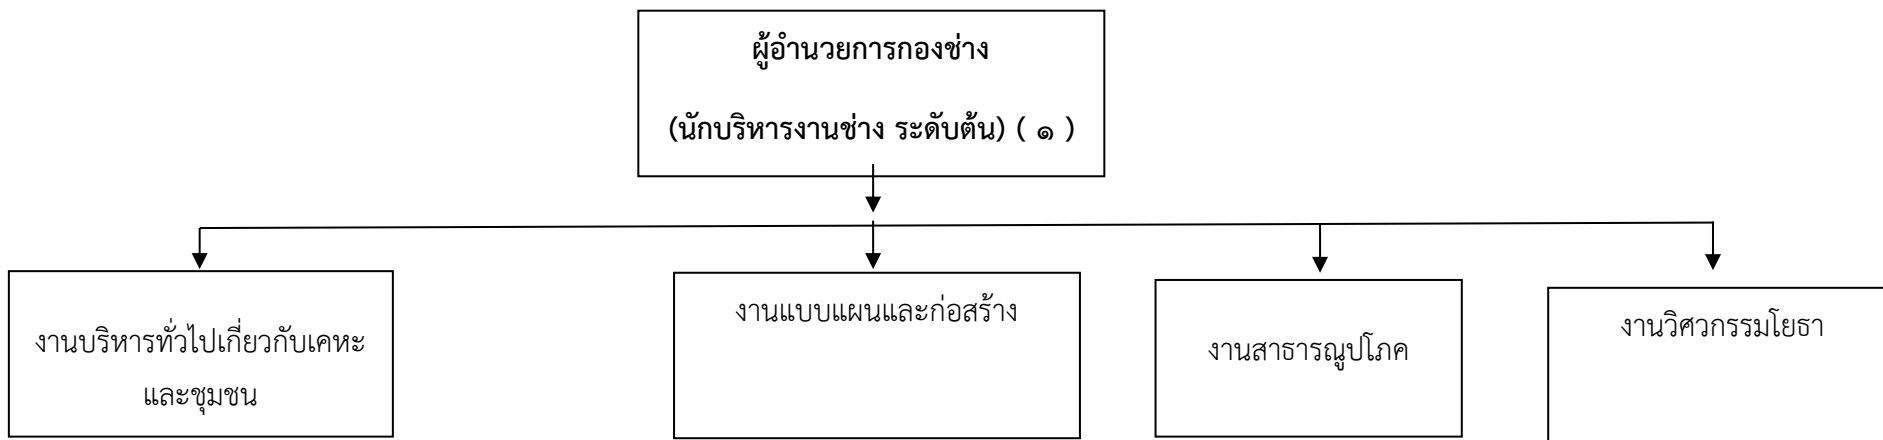 ผู้อำนวยการกองช่าง
(นักบริหารงานช่าง ระดับต้น) ( ๑ )
งานบริหารทั่วไปเกี่ยวกับเคหะ
และชุมชน
งานแบบแผนและก่อสร้าง
งานสาธารณูปโภค
งานวิศวกรรมโยธา